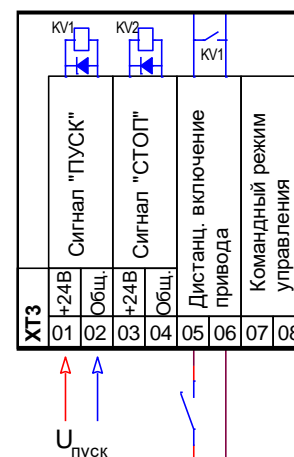 KV1
KV2
KV1
Сигнал "ПУСК"
Сигнал "СТОП"
Дистанц. включение
привода
Командный режим
управления
+24В
Общ.
+24В
Общ.
XT3
01 02 03 04 05 06 07 08
Uпуск